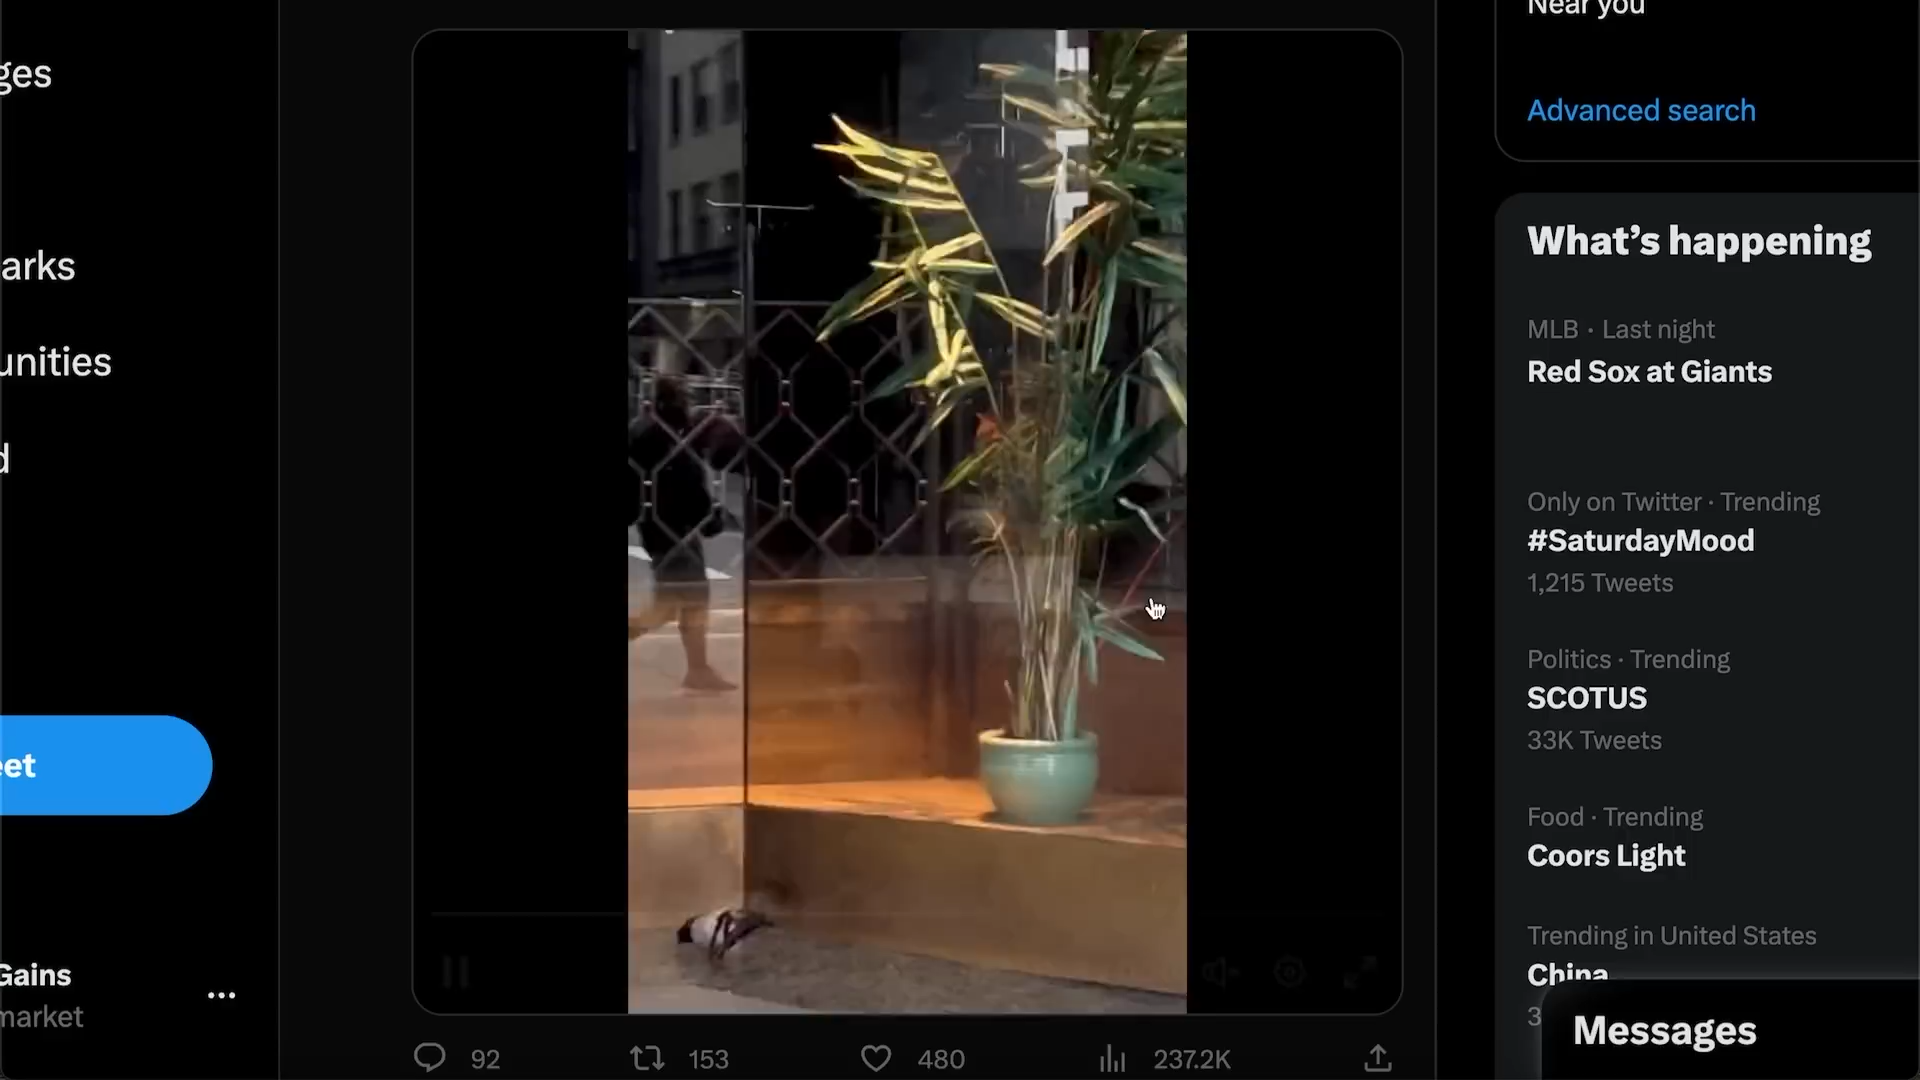 ges
arks
unities
d
eet
Gains
market
92
153
480
237.2K
Near you
Advanced search
What's happening
MLB · Last night
Red Sox at Giants
Only on Twitter · Trending
#SaturdayMood
1,215 Tweets
Politics · Trending
SCOTUS
33K Tweets
Food · Trending
Coors Light
Trending in United States
China
3
Messages